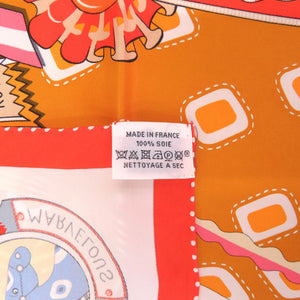 MADE IN FRANCE
100% SOIE
NETTOYAGE A SEC
MARVELOUS